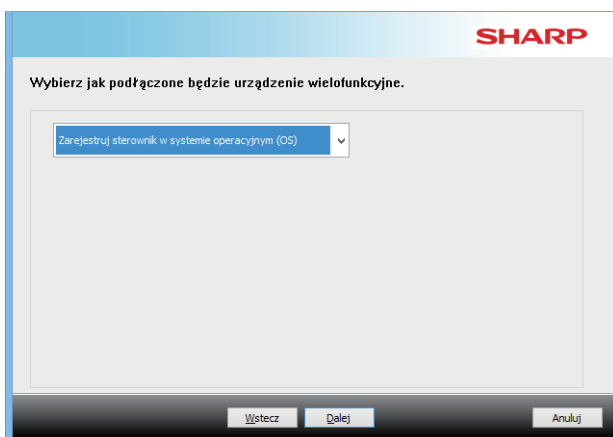 SHARP
Wybierz jak podłączone będzie urządzenie wielofunkcyjne.
Zarejestruj sterownik w systemie operacyjnym (OS)
Wstecz Dalej Anuluj